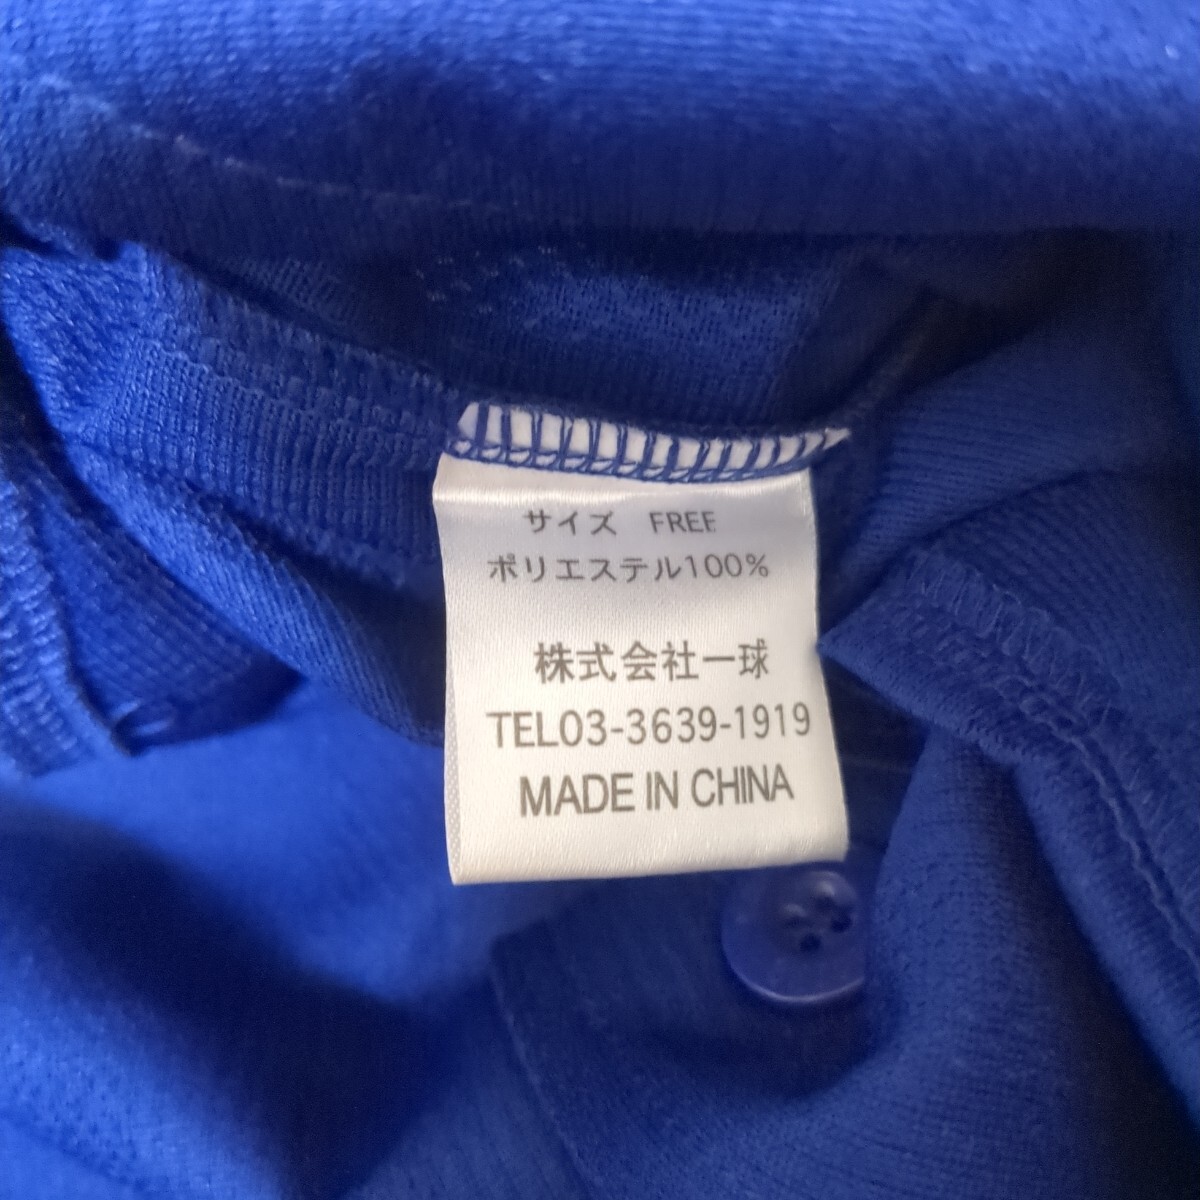 サイズ　FREE
ポリエステル100%
株式会社一球
TEL03-3639-1919
MADE IN CHINA